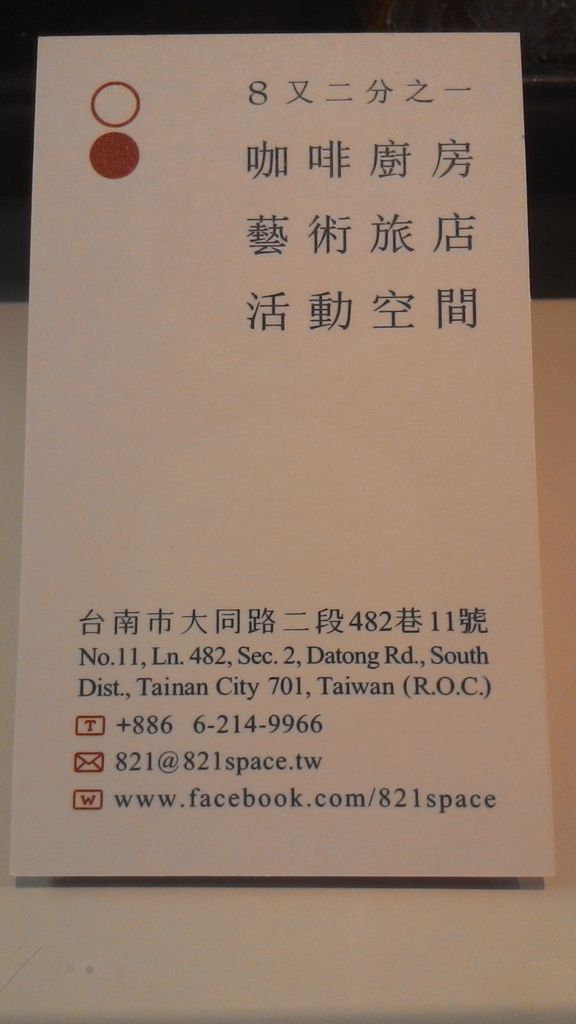 8又二分之一
咖啡廚房
藝術旅店
活動空間
台南市大同路二段482巷11號
No.11, Ln. 482, Sec. 2, Datong Rd., South
Dist., Tainan City 701, Taiwan (R.O.C.)
T +886 6-214-9966
821@821space.tw
W www.facebook.com/821space